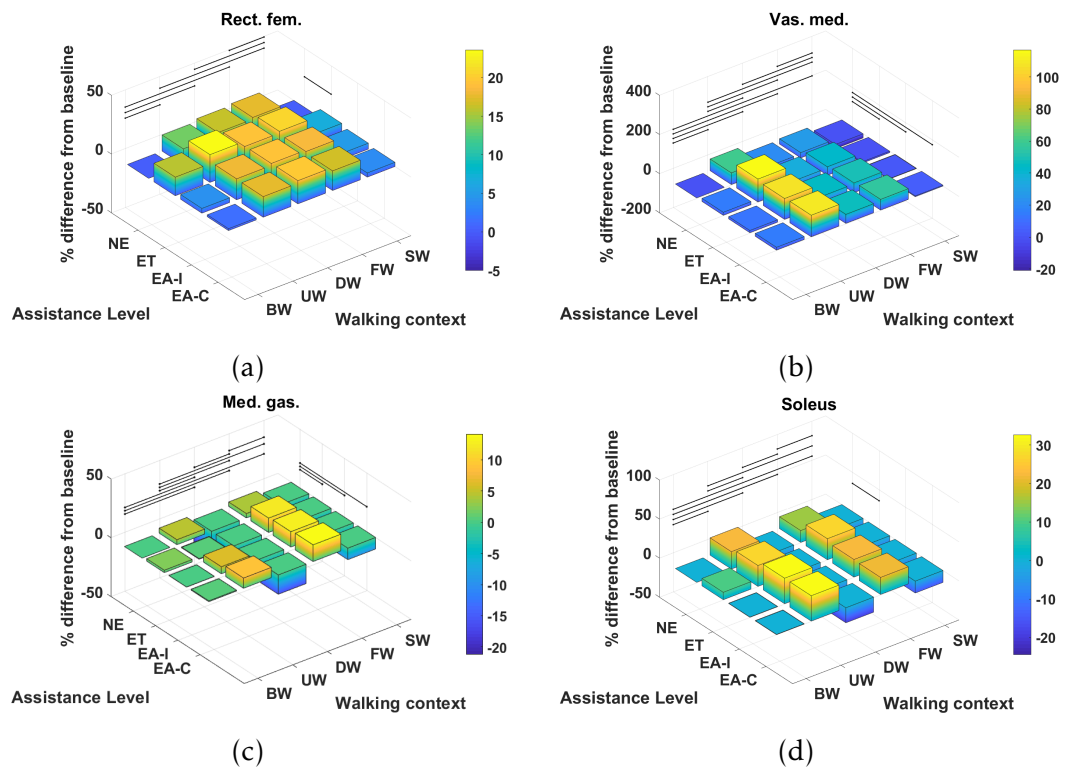 Rect. fem.
% difference from baseline
50
0
-50
NE
ET
EA-I
EA-C
Assistance Level
BW
UW
DW
FW
SW
Walking context
20
15
10
5
0
-5
(a)
Vas. med.
% difference from baseline
400
200
0
-200
NE
ET
EA-I
EA-C
Assistance Level
BW
UW
DW
FW
SW
Walking context
100
80
60
40
20
0
-20
(b)
Med. gas.
% difference from baseline
50
0
-50
NE
ET
EA-I
EA-C
Assistance Level
BW
UW
DW
FW
SW
Walking context
10
5
0
-5
-10
-15
-20
(c)
Soleus
% difference from baseline
100
50
0
-50
NE
ET
EA-I
EA-C
Assistance Level
BW
UW
DW
FW
SW
Walking context
30
20
10
0
-10
-20
(d)